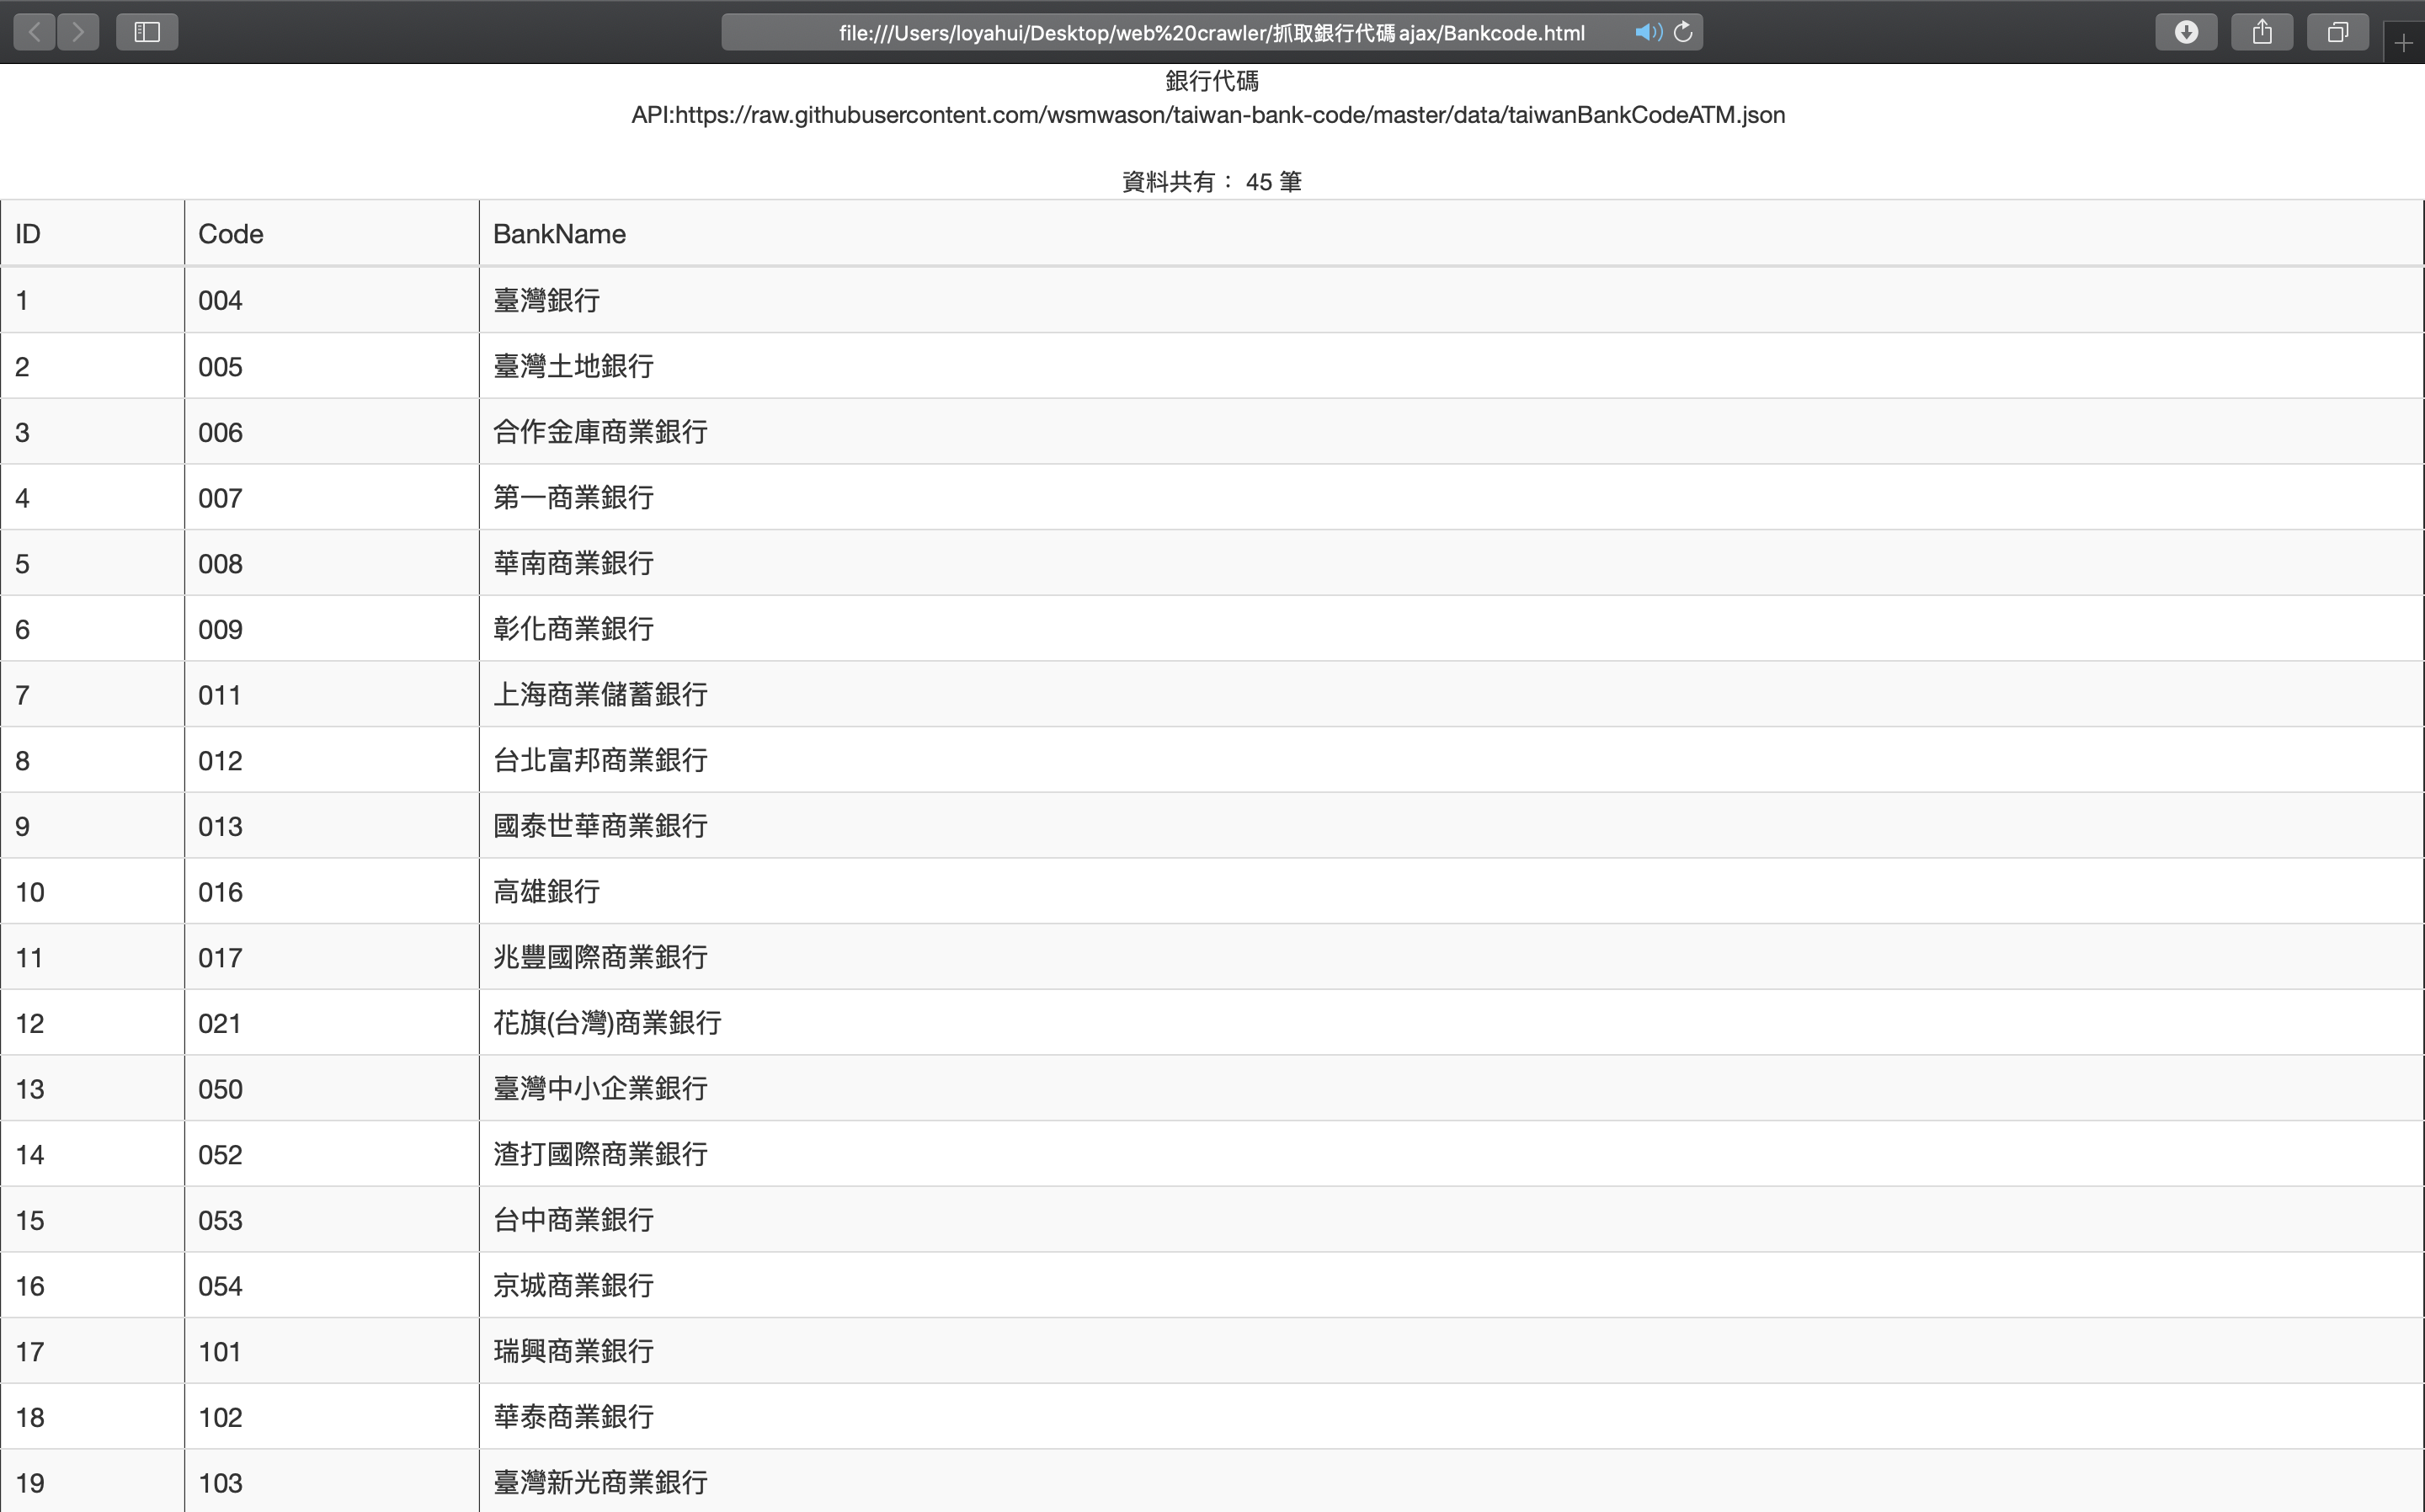 file:///Users/loyahui/Desktop/web%20crawler/抓取銀行代碼 ajax/Bankcode.html
銀行代碼
API:https://raw.githubusercontent.com/wsmwason/taiwan-bank-code/master/data/taiwanBankCodeATM.json
資料共有： 45 筆
ID Code BankName
1 004 臺灣銀行
2 005 臺灣土地銀行
3 006 合作金庫商業銀行
4 007 第一商業銀行
5 008 華南商業銀行
6 009 彰化商業銀行
7 011 上海商業儲蓄銀行
8 012 台北富邦商業銀行
9 013 國泰世華商業銀行
10 016 高雄銀行
11 017 兆豐國際商業銀行
12 021 花旗(台灣)商業銀行
13 050 臺灣中小企業銀行
14 052 渣打國際商業銀行
15 053 台中商業銀行
16 054 京城商業銀行
17 101 瑞興商業銀行
18 102 華泰商業銀行
19 103 臺灣新光商業銀行